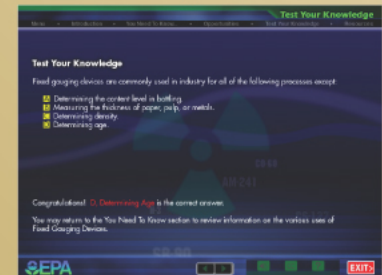 Test Your Knowledge
Menu • Introduction • You Need To Know... • Opportunities • Test Your Knowledge • Resources
Test Your Knowledge
Fixed gauging devices are commonly used in industry for all of the following processes except:
A Determining the content level in bottling.
B Measuring the thickness of paper, pulp, or metals.
C Determining density.
D Determining age.
AM 241
Congratulations! D, Determining Age is the correct answer.
You may return to the You Need To Know section to review information on the various uses of
Fixed Gauging Devices.
EPA
EXIT